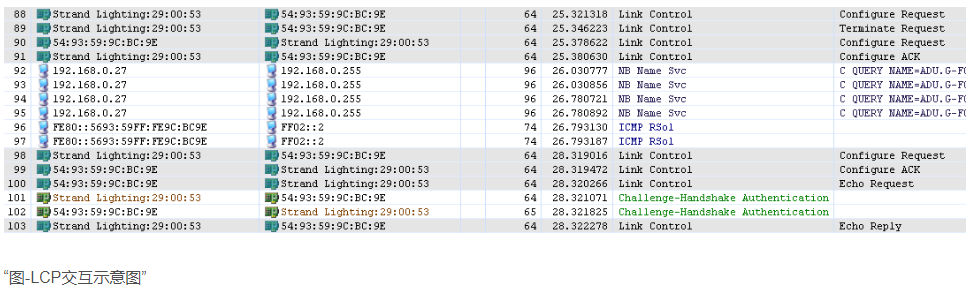 88 Strand Lighting:29:00:53 54:93:59:9C:BC:9E 64 25.321318 Link Control Configure Request
89 Strand Lighting:29:00:53 54:93:59:9C:BC:9E 64 25.346223 Link Control Terminate Request
90 54:93:59:9C:BC:9E Strand Lighting:29:00:53 64 25.378622 Link Control Configure Request
91 Strand Lighting:29:00:53 54:93:59:9C:BC:9E 64 25.380630 Link Control Configure ACK
92 192.168.0.27 192.168.0.255 96 26.030777 NB Name Svc C QUERY NAME=ADU.G-FO
93 192.168.0.27 192.168.0.255 96 26.030856 NB Name Svc C QUERY NAME=ADU.G-FO
94 192.168.0.27 192.168.0.255 96 26.780721 NB Name Svc C QUERY NAME=ADU.G-FO
95 192.168.0.27 192.168.0.255 96 26.780892 NB Name Svc C QUERY NAME=ADU.G-FO
96 FE80::5693:59FF:FE9C:BC9E FF02::2 74 26.793130 ICMP RSol
97 FE80::5693:59FF:FE9C:BC9E FF02::2 74 26.793187 ICMP RSol
98 Strand Lighting:29:00:53 54:93:59:9C:BC:9E 64 28.319016 Link Control Configure Request
99 54:93:59:9C:BC:9E Strand Lighting:29:00:53 64 28.319472 Link Control Configure ACK
100 54:93:59:9C:BC:9E Strand Lighting:29:00:53 64 28.320266 Link Control Echo Request
101 Strand Lighting:29:00:53 54:93:59:9C:BC:9E 64 28.321071 Challenge-Handshake Authentication
102 54:93:59:9C:BC:9E Strand Lighting:29:00:53 65 28.321825 Challenge-Handshake Authentication
103 Strand Lighting:29:00:53 54:93:59:9C:BC:9E 64 28.322278 Link Control Echo Reply
“图-LCP交互示意图”